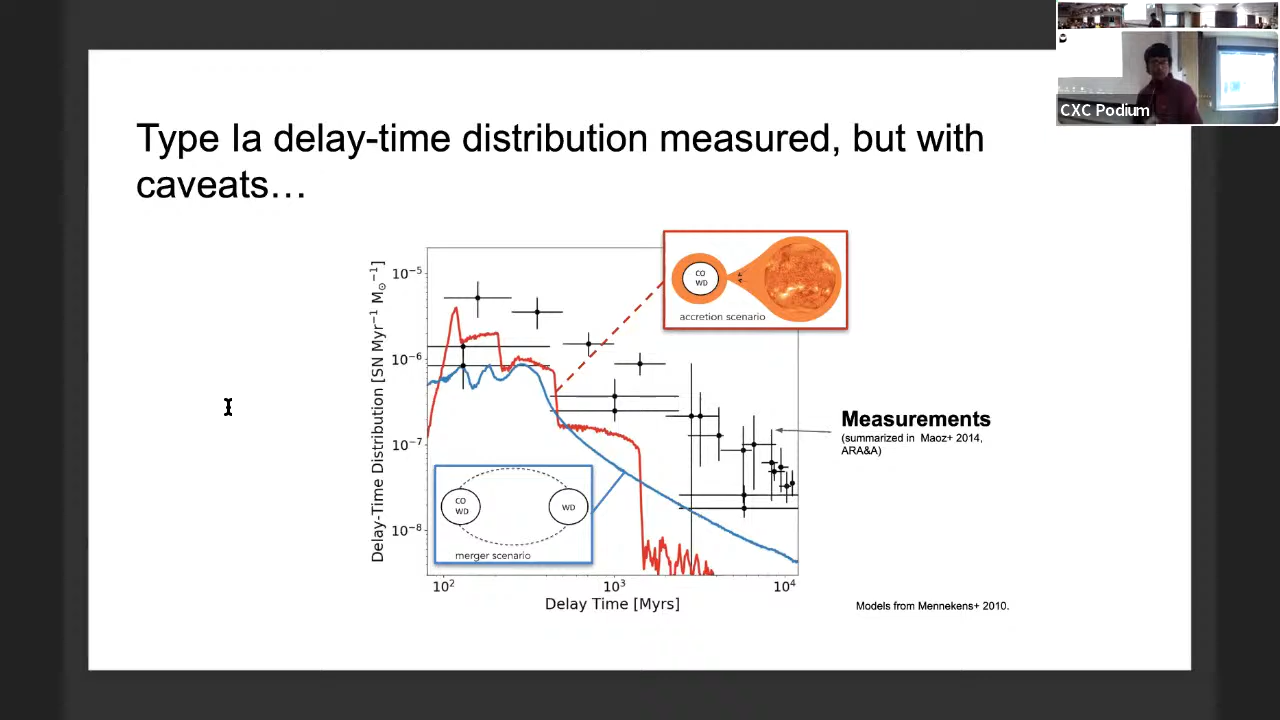 CXC Podium
Type Ia delay-time distribution measured, but with
caveats…
Delay-Time Distribution [SN Myr⁻¹ M⊙⁻¹]
10⁻⁵
10⁻⁶
10⁻⁷
10⁻⁸
CO
WD
accretion scenario
CO
WD
WD
merger scenario
Measurements
(summarized in Maoz+ 2014,
ARA&A)
10²
10³
10⁴
Delay Time [Myrs]
Models from Mennekens+ 2010.